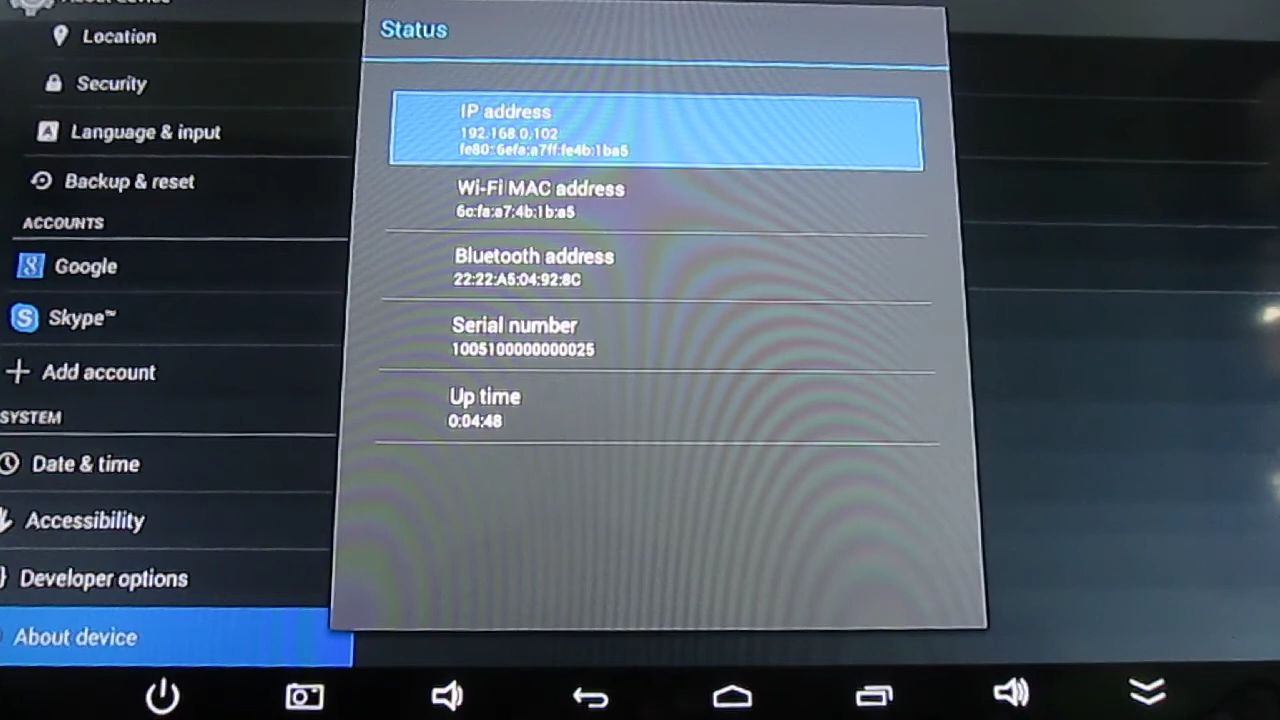 About device
Location
Security
Language & input
Backup & reset
ACCOUNTS
Google
Skype™
Add account
SYSTEM
Date & time
Accessibility
Developer options
About device
Status
IP address
192.168.0.102
fe80::6efa:a7ff:fe4b:1ba5
Wi-Fi MAC address
6c:fa:a7:4b:1b:a5
Bluetooth address
22:22:A5:04:92:8C
Serial number
1005100000000025
Up time
0:04:48